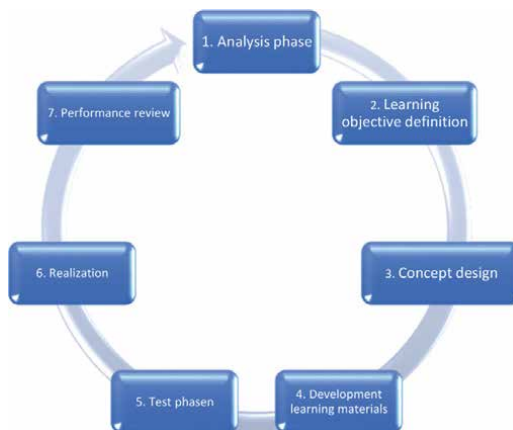 1. Analysis phase
2. Learning
objective definition
3. Concept design
4. Development
learning materials
5. Test phasen
6. Realization
7. Performance review